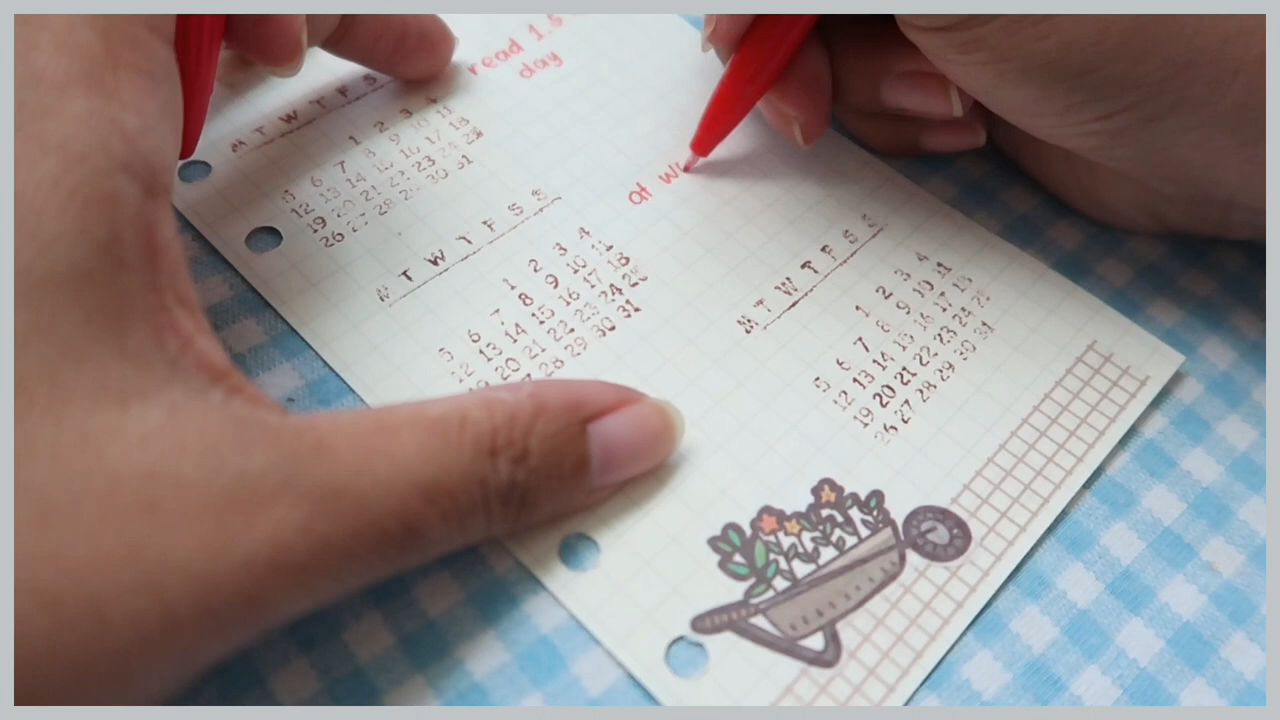 read 1.5
day
M T W T F S
1 2 3 4
5 6 7 8 9 10 11
12 13 14 15 16 17 18
19 20 21 22 23 24 25
26 27 28 30 31
at
M T W T F S S
1 2 3 4
5 6 7 8 9 10 11
12 13 14 15 16 17 18
19 20 21 22 23 24 25
28 29 30 31
M T W T F S S
1 2 3 4
5 6 7 8 9 10 11
12 13 14 15 16 17 18
19 20 21 22 23 24 25
26 27 28 29 30 31